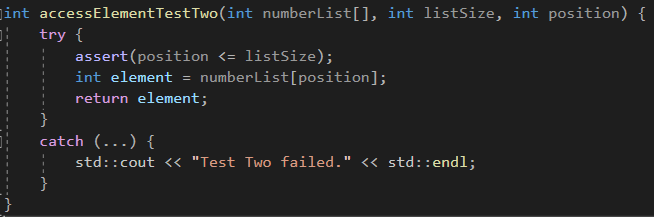 int accessElementTestTwo(int numberList[], int listSize, int position) {
try {
assert(position <= listSize);
int element = numberList[position];
return element;
}
catch (...) {
std::cout << "Test Two failed." << std::endl;
}
}